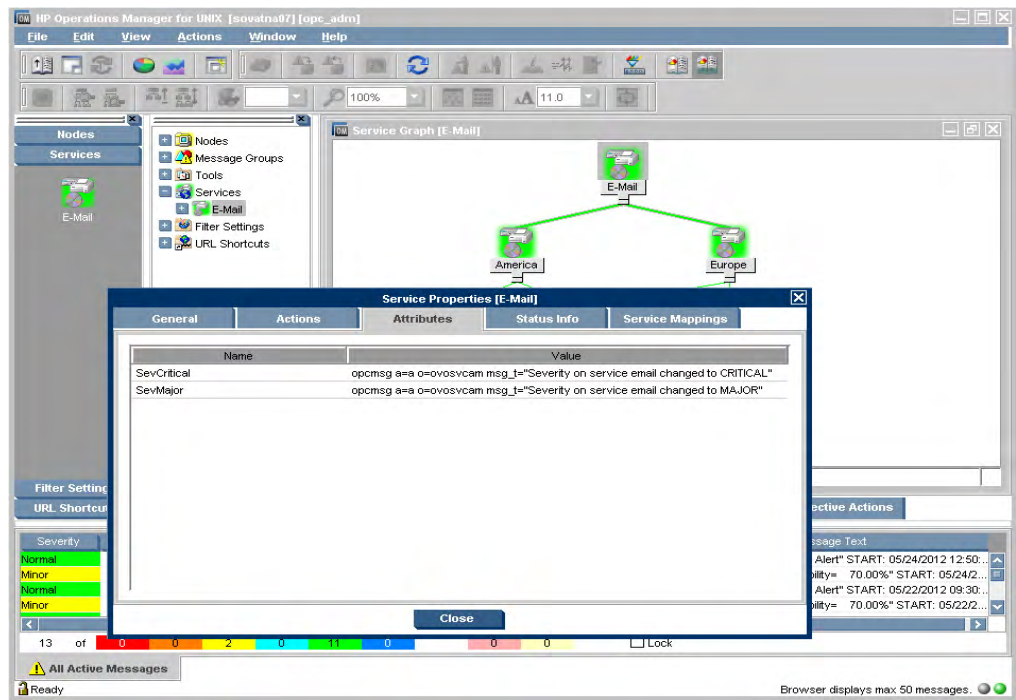 HP Operations Manager for UNIX [sovatna07] [opc_adm]
File Edit View Actions Window Help
100%
11.0
Nodes
Services
E-Mail
Nodes
Message Groups
Tools
Services
E-Mail
Filter Settings
URL Shortcuts
Service Graph [E-Mail]
E-Mail
America
Europe
Service Properties [E-Mail]
General Actions Attributes Status Info Service Mappings
Name Value
SevCritical opcmsg a=a o=ovosvcam msg_t="Severity on service email changed to CRITICAL"
SevMajor opcmsg a=a o=ovosvcam msg_t="Severity on service email changed to MAJOR"
Close
Filter Setting
URL Shortcu
ective Actions
Severity ssage Text
Normal Alert" START: 05/24/2012 12:50:...
Minor bility= 70.00%" START: 05/24/2...
Normal Alert" START: 05/22/2012 09:30:...
Minor bility= 70.00%" START: 05/22/2...
13 of 0 0 2 0 11 0 0 0 Lock
All Active Messages
Ready Browser displays max 50 messages.